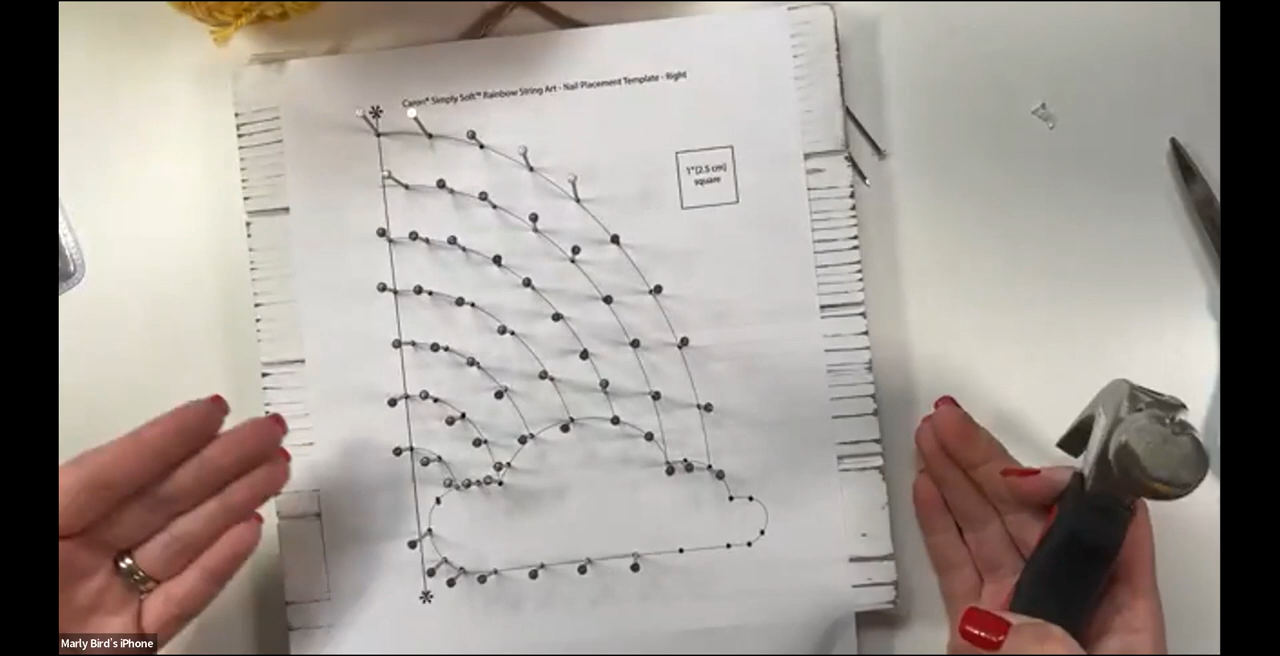 Caron® Simply Soft™ Rainbow String Art - Nail Placement Template - Right
1"(2.5 cm)
square
*
*
Marly Bird's iPhone